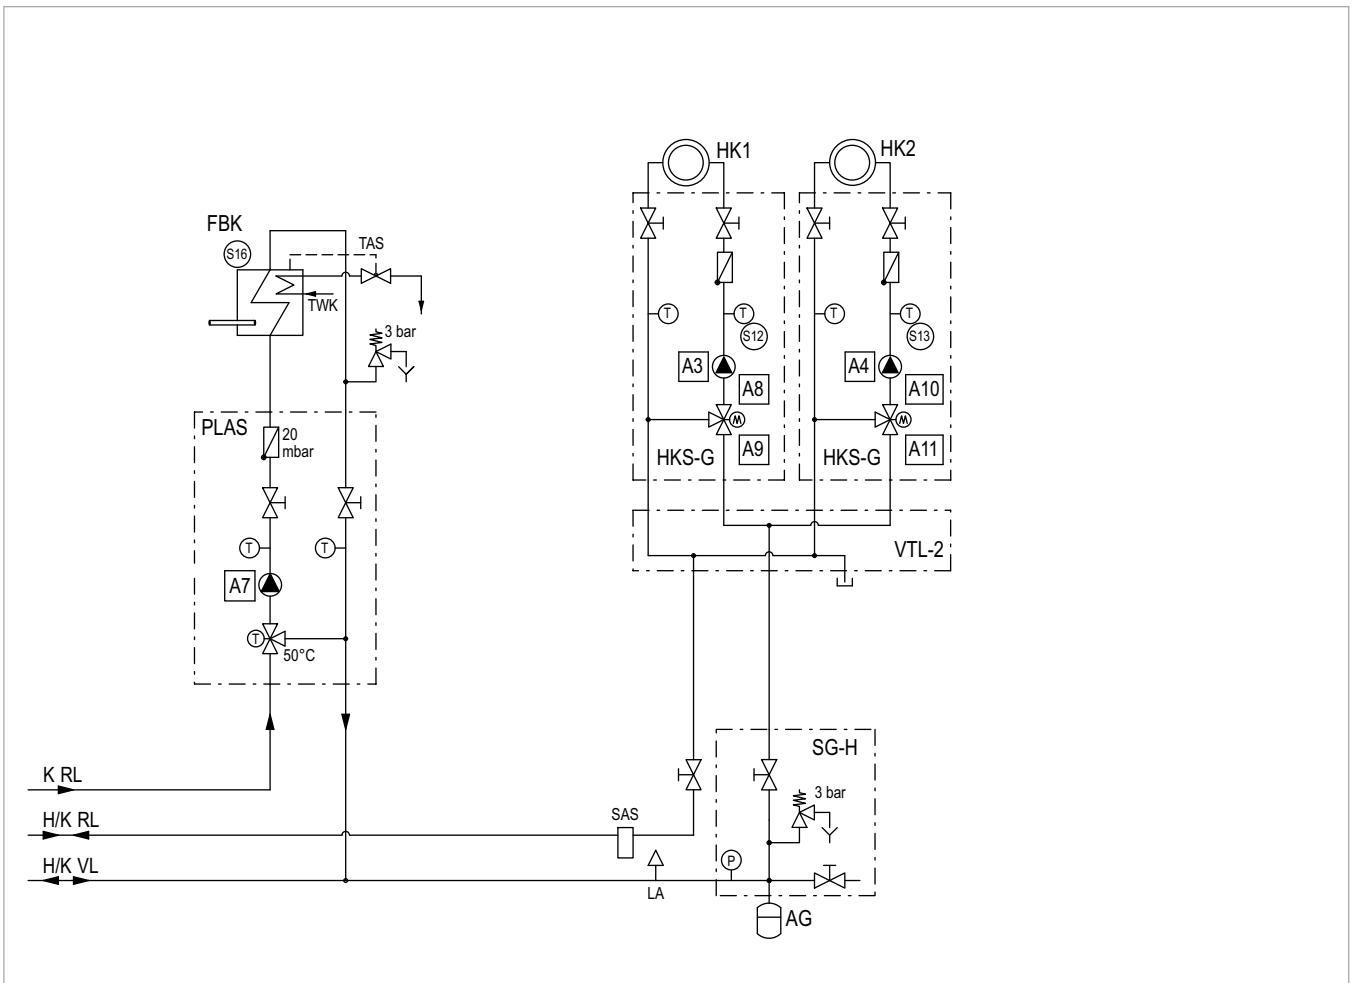 HK1
HK2
FBK
S16
TAS
TWK
3 bar
T
T
T
T
S12
S13
A3
A8
A4
A10
M
M
PLAS
20
mbar
HKS-G
A9
HKS-G
A11
T
T
VTL-2
A7
T
50°C
SG-H
K RL
3 bar
H/K RL
SAS
P
H/K VL
LA
AG